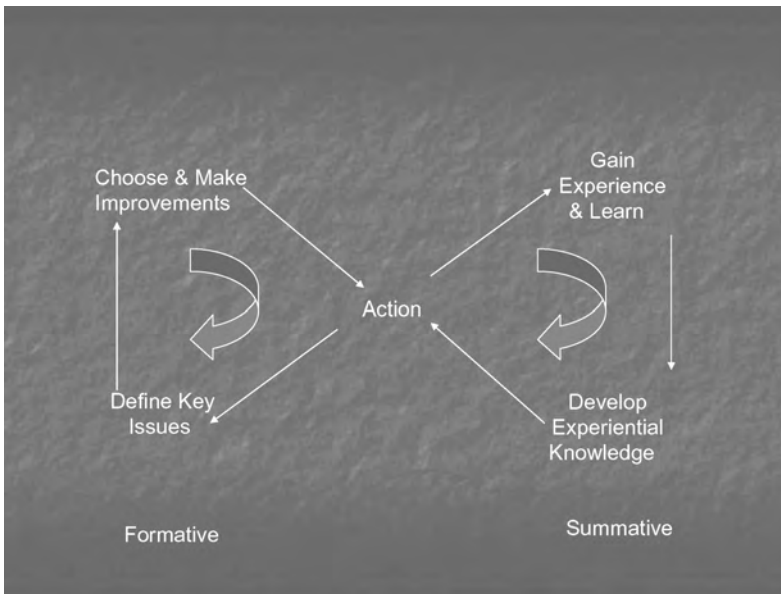 Choose & Make
Improvements
Gain
Experience
& Learn
Action
Define Key
Issues
Develop
Experiential
Knowledge
Formative
Summative